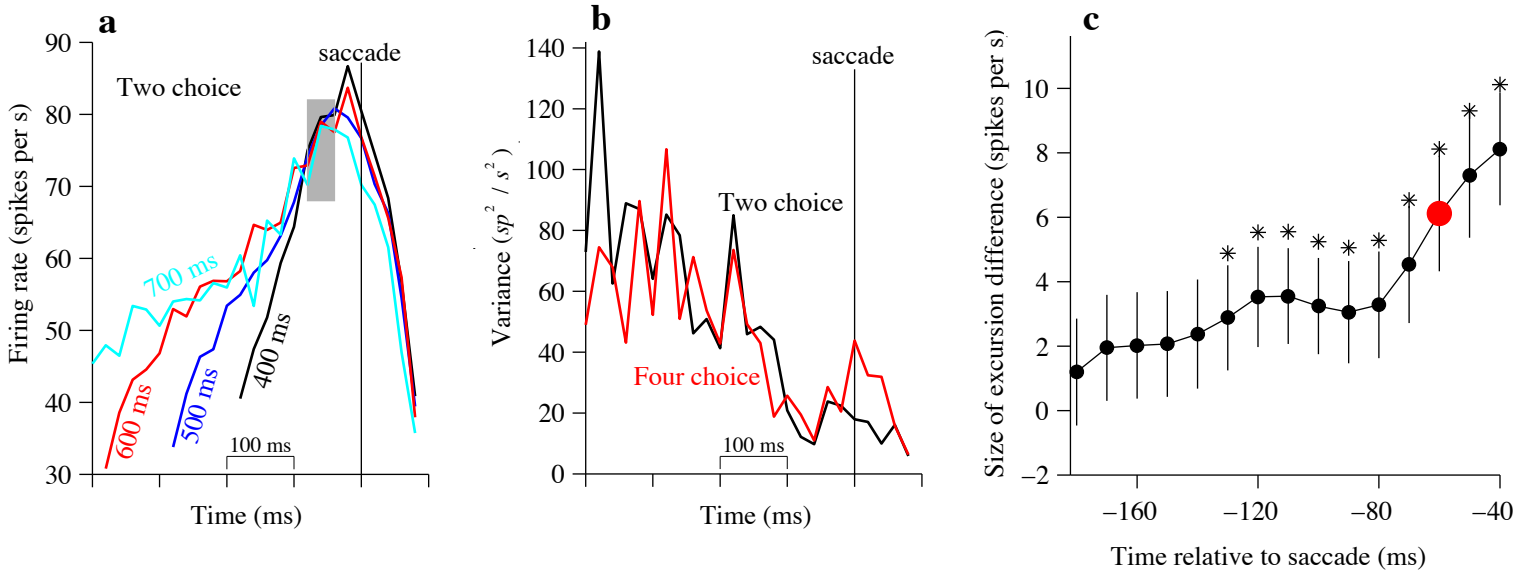 a
90
80
70
60
50
40
30
Firing rate (spikes per s)
Two choice
saccade
700 ms
600 ms
500 ms
400 ms
100 ms
Time (ms)
b
140
120
100
80
60
40
20
0
Variance (sp² / s²)
saccade
Two choice
Four choice
100 ms
Time (ms)
c
10
8
6
4
2
0
−2
Size of excursion difference (spikes per s)
−160
−120
−80
−40
Time relative to saccade (ms)